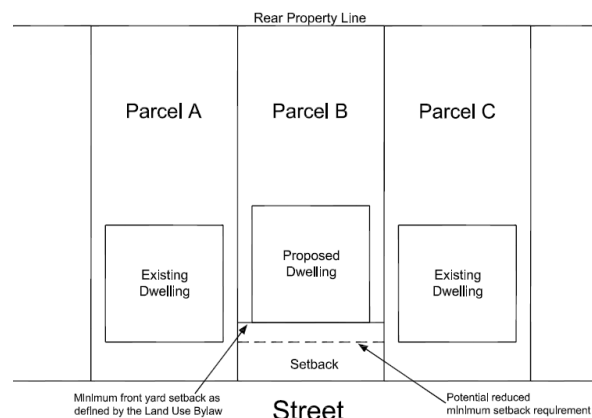 Rear Property Line
Parcel A
Parcel B
Parcel C
Existing
Dwelling
Proposed
Dwelling
Existing
Dwelling
Setback
Minimum front yard setback as
defined by the Land Use Bylaw
Street
Potential reduced
minimum setback requirement